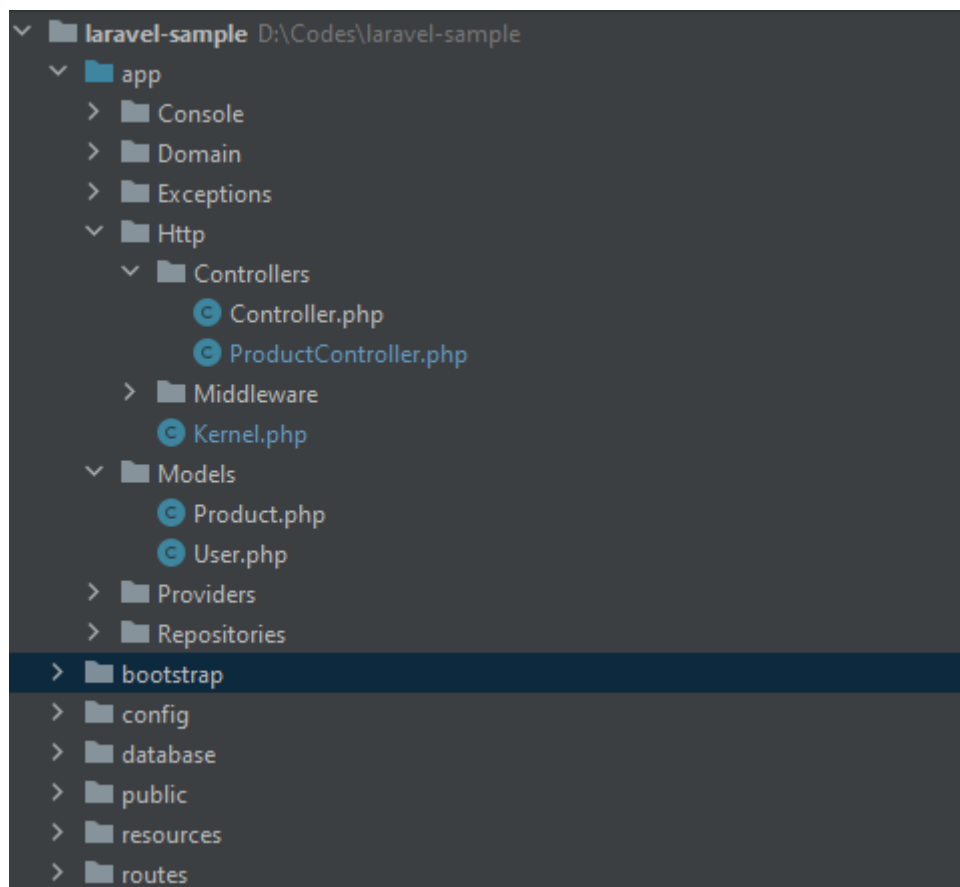 laravel-sample D:\Codes\laravel-sample
app
Console
Domain
Exceptions
Http
Controllers
Controller.php
ProductController.php
Middleware
Kernel.php
Models
Product.php
User.php
Providers
Repositories
bootstrap
config
database
public
resources
routes